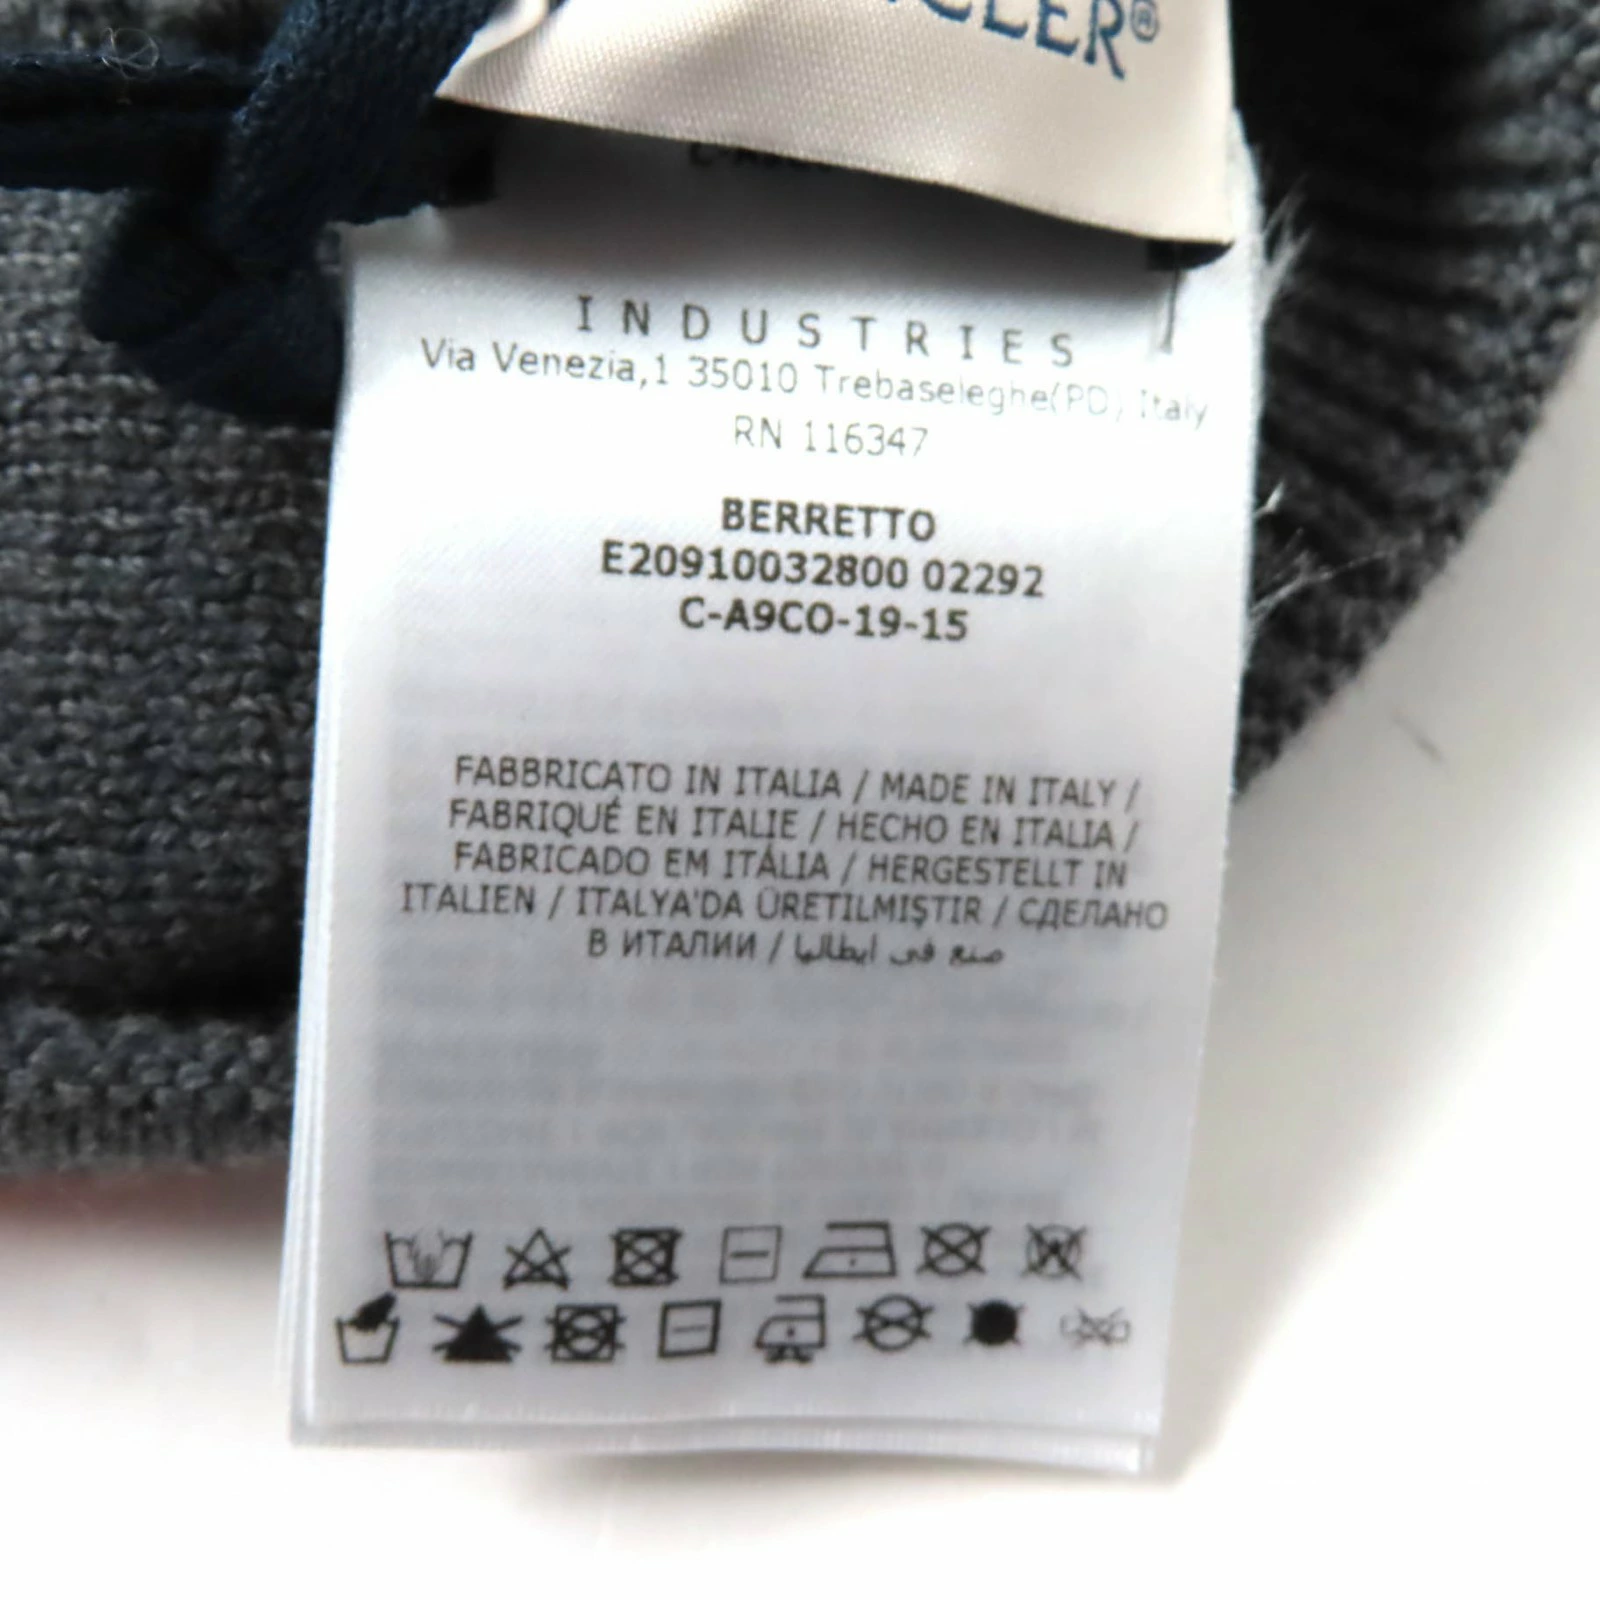 CLER®
INDUSTRIES
Via Venezia,1 35010 Trebaseleghe(PD) Italy
RN 116347
BERRETTO
E20910032800 02292
C-A9CO-19-15
FABBRICATO IN ITALIA / MADE IN ITALY /
FABRIQUÉ EN ITALIE / HECHO EN ITALIA /
FABRICADO EM ITÁLIA / HERGESTELLT IN
ITALIEN / ITALYA'DA ÜRETILMIŞTIR / СДЕЛАНО
В ИТАЛИИ / صنع في ايطاليا